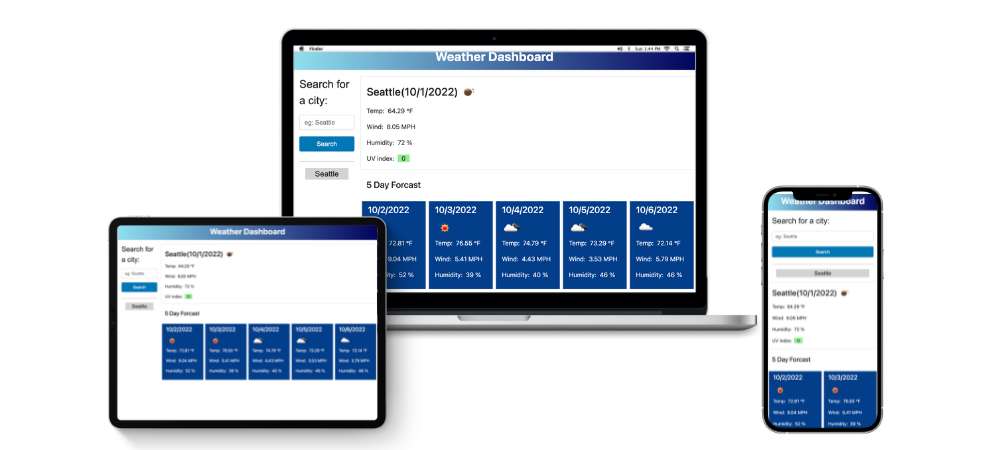 Finder
Sun 1:44 PM
Weather Dashboard
Search for
a city:
eg: Seattle
Search
Seattle
Seattle(10/1/2022)
Temp: 64.29 °F
Wind: 8.05 MPH
Humidity: 72 %
UV index: 0
5 Day Forcast
10/2/2022
72.81 °F
9.04 MPH
ty: 52 %
10/3/2022
Temp: 76.55 °F
Wind: 5.41 MPH
Humidity: 39 %
10/4/2022
Temp: 74.79 °F
Wind: 4.43 MPH
Humidity: 40 %
10/5/2022
Temp: 73.29 °F
Wind: 3.53 MPH
Humidity: 46 %
10/6/2022
Temp: 72.14 °F
Wind: 5.79 MPH
Humidity: 46 %
Weather Dashboard
Search for
a city:
eg: Seattle
Search
Seattle
Seattle(10/1/2022)
Temp: 64.29 °F
Wind: 8.05 MPH
Humidity: 72 %
UV index: 0
5 Day Forcast
10/2/2022
Temp: 72.81 °F
Wind: 9.04 MPH
Humidity: 52 %
10/3/2022
Temp: 76.55 °F
Wind: 5.41 MPH
Humidity: 39 %
10/4/2022
Temp: 74.79 °F
Wind: 4.43 MPH
Humidity: 40 %
10/5/2022
Temp: 73.29 °F
Wind: 3.53 MPH
Humidity: 46 %
10/6/2022
Temp: 72.14 °F
Wind: 5.79 MPH
Humidity: 46 %
Weather Dashboard
Search for a city:
eg: Seattle
Search
Seattle
Seattle(10/1/2022)
Temp: 64.29 °F
Wind: 8.05 MPH
Humidity: 72 %
UV index: 0
5 Day Forcast
10/2/2022
Temp: 72.81 °F
Wind: 9.04 MPH
Humidity: 52 %
10/3/2022
Temp: 76.55 °F
Wind: 5.41 MPH
Humidity: 39 %